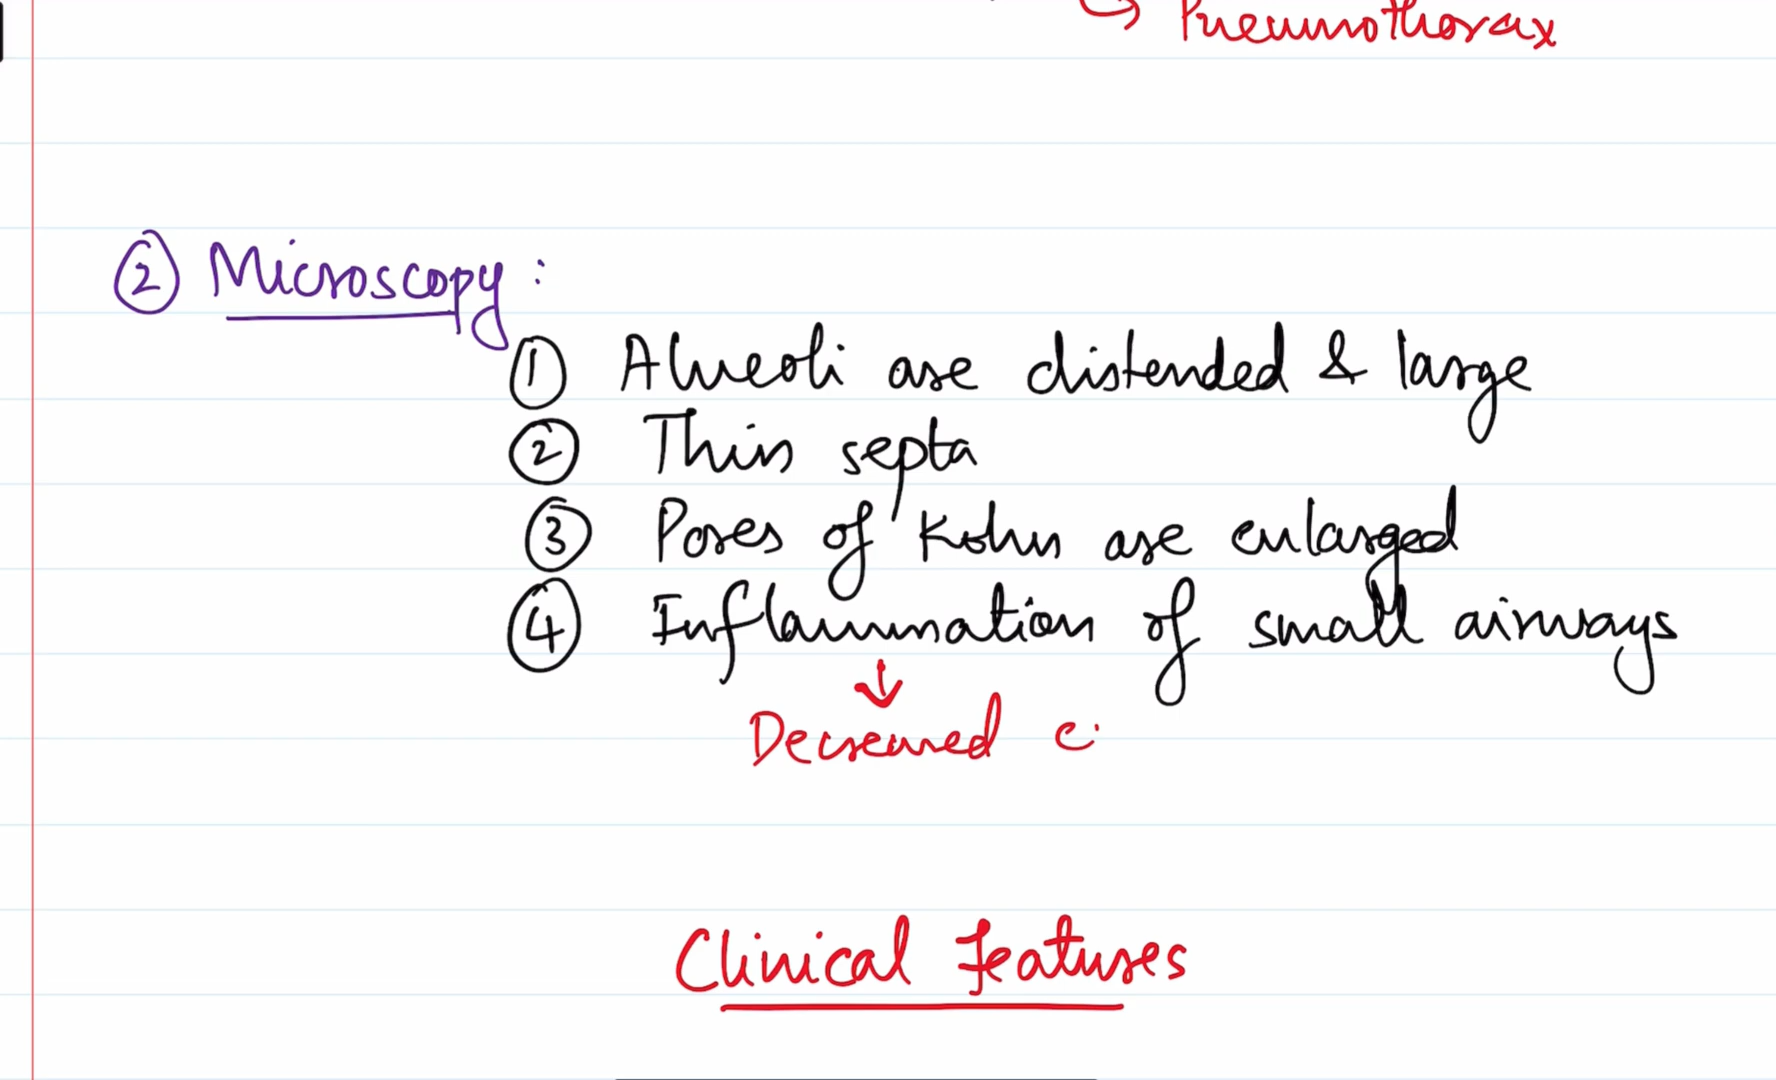 Pneumothorax
② Microscopy:
① Alveoli are distended & large
② Thin septa
③ Pores of Kohn are enlarged
④ Inflammation of small airways
↓
Decreased c
Clinical features